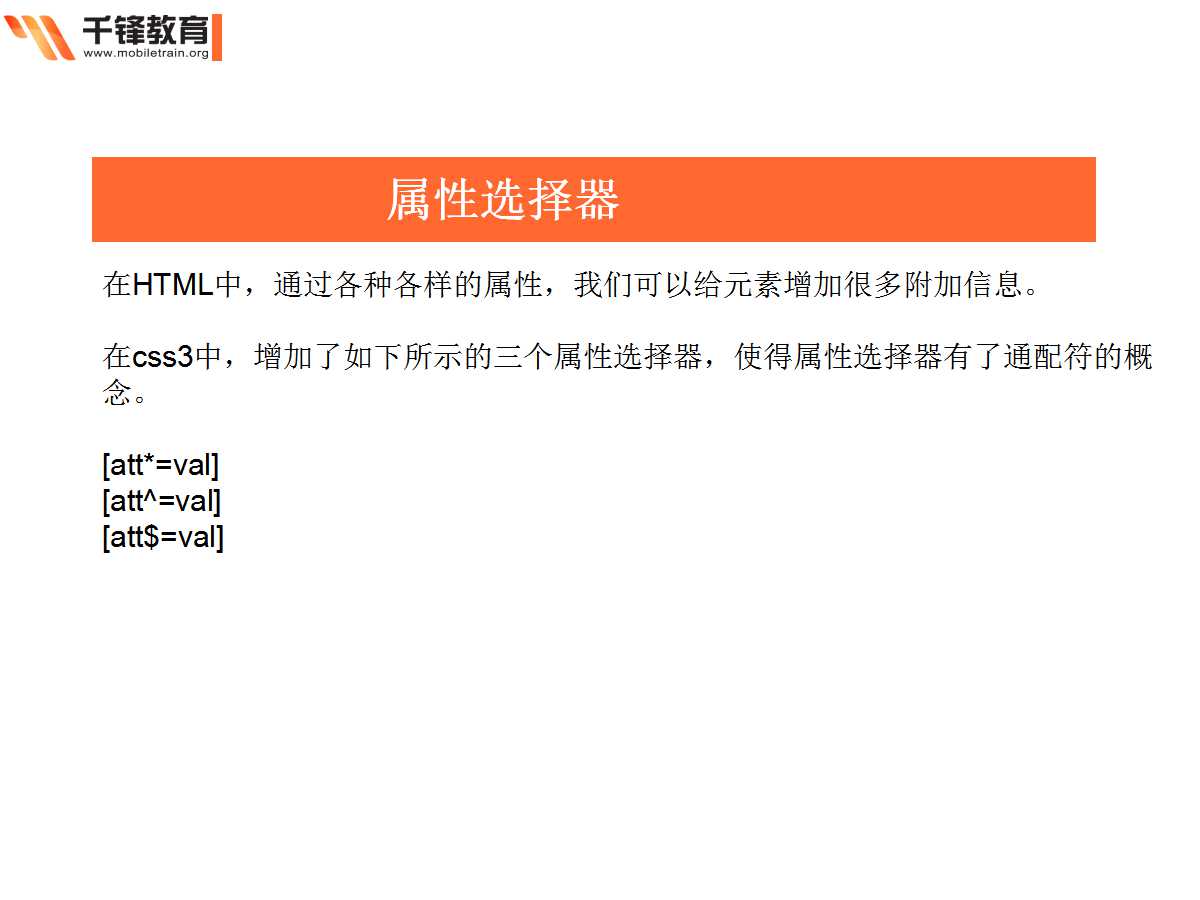 千锋教育
www.mobiletrain.org
属性选择器
在HTML中，通过各种各样的属性，我们可以给元素增加很多附加信息。
在css3中，增加了如下所示的三个属性选择器，使得属性选择器有了通配符的概
念。
[att*=val]
[att^=val]
[att$=val]